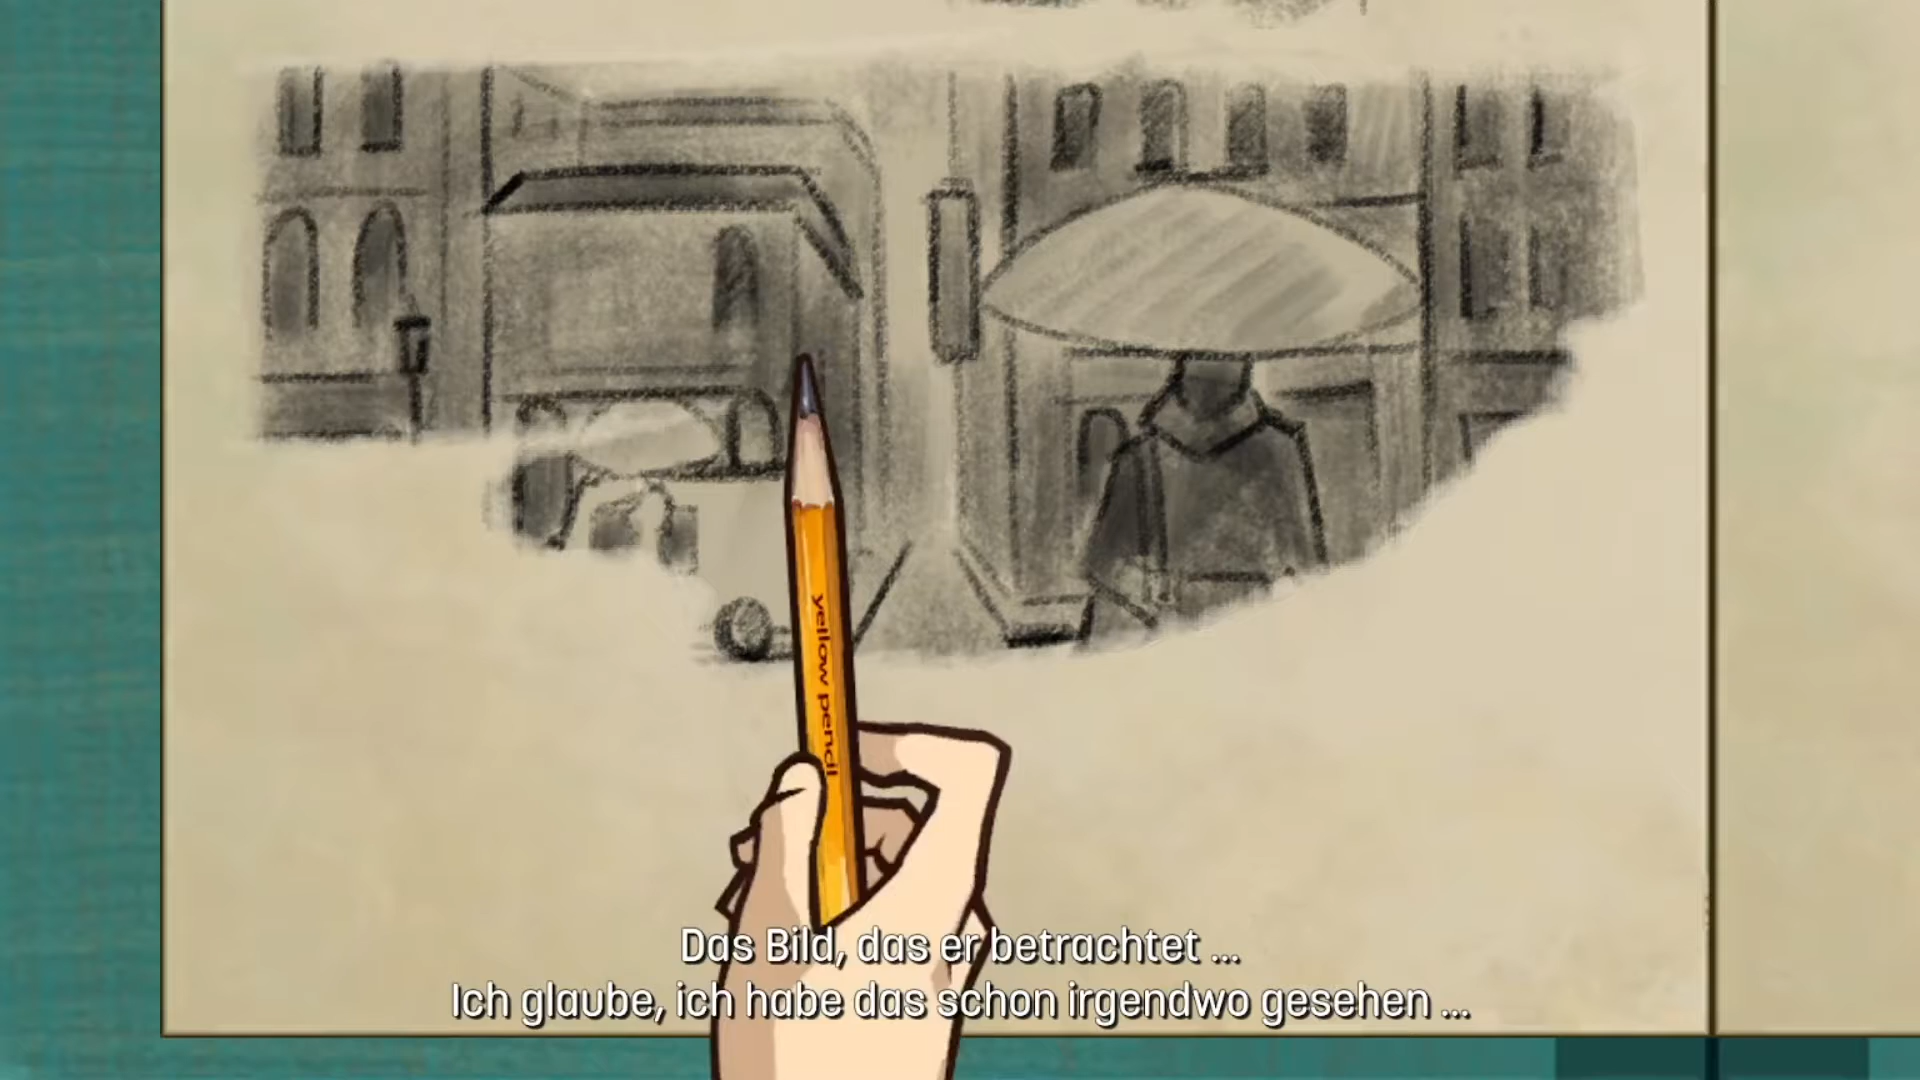 yellow pencil
Das Bild, das er betrachtet ...
Ich glaube, ich habe das schon irgendwo gesehen ...